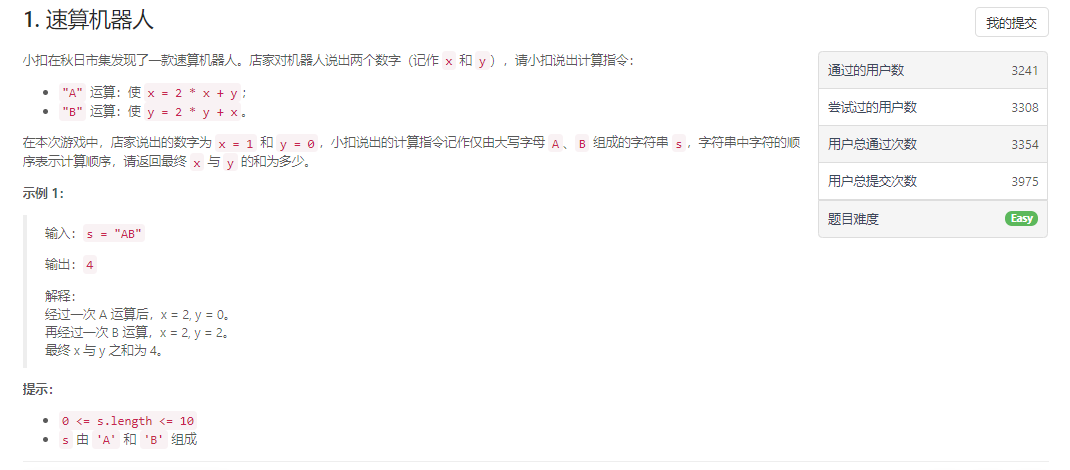 1. 速算机器人
我的提交
小扣在秋日市集发现了一款速算机器人。店家对机器人说出两个数字（记作 x 和 y），请小扣说出计算指令：
"A" 运算：使 x = 2 * x + y；
"B" 运算：使 y = 2 * y + x。
在本次游戏中，店家说出的数字为 x = 1 和 y = 0，小扣说出的计算指令记作仅由大写字母 A、B 组成的字符串 s，字符串中字符的顺
序表示计算顺序，请返回最终 x 与 y 的和为多少。
示例 1：
输入：s = "AB"
输出：4
解释：
经过一次 A 运算后，x = 2, y = 0。
再经过一次 B 运算，x = 2, y = 2。
最终 x 与 y 之和为 4。
提示：
0 <= s.length <= 10
s 由 'A' 和 'B' 组成
通过的用户数 3241
尝试过的用户数 3308
用户总通过次数 3354
用户总提交次数 3975
题目难度 Easy